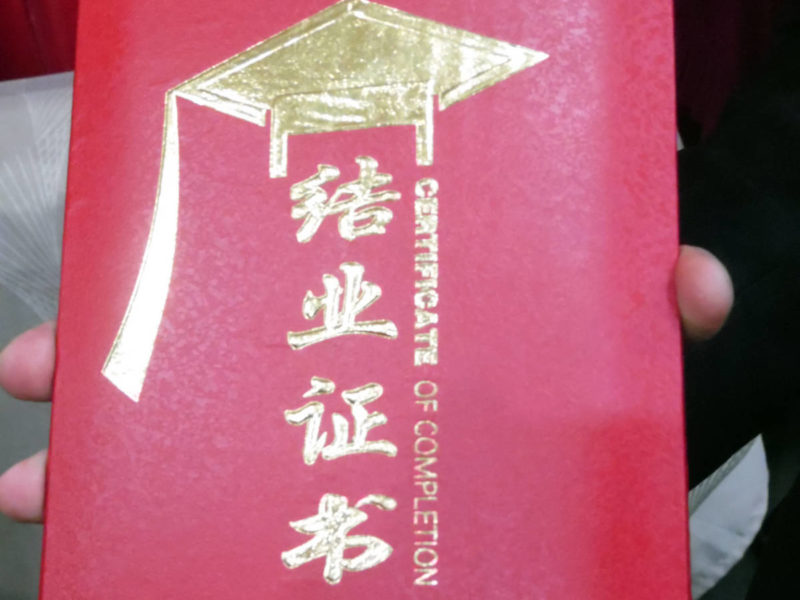 结业证书
CERTIFICATE OF COMPLETION